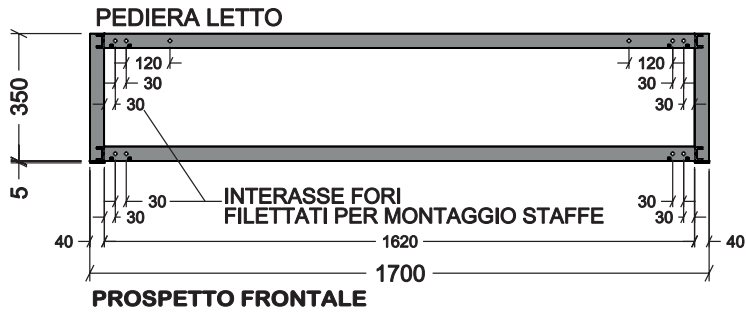 PEDIERA LETTO
120 120
30 30
350
30 30
5
30 30
INTERASSE FORI
30 30
FILETTATI PER MONTAGGIO STAFFE
40 1620 40
1700
PROSPETTO FRONTALE